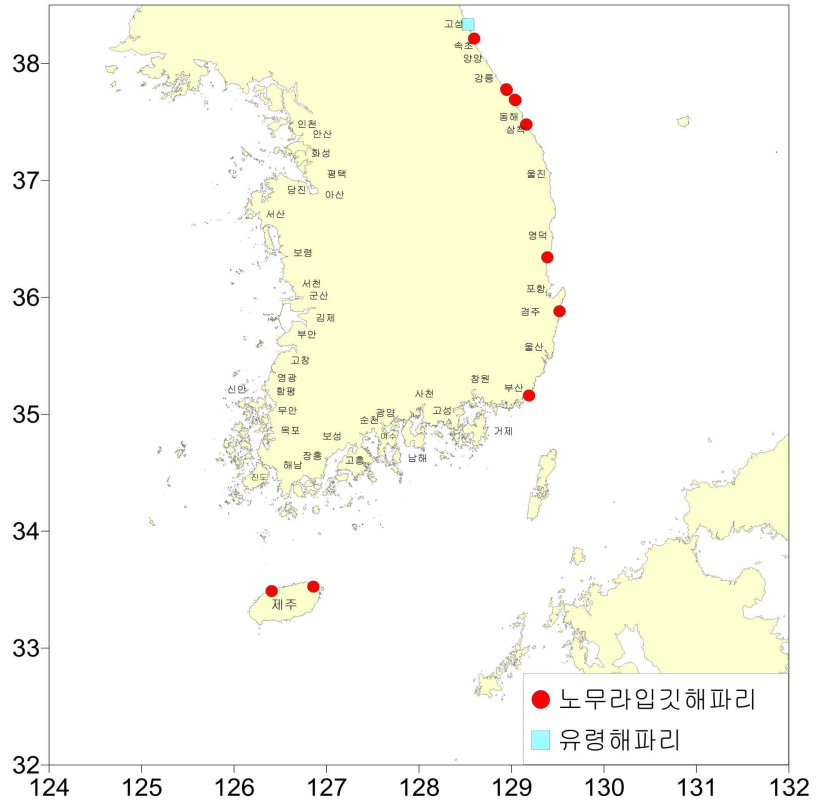 38
37
36
35
34
33
32
124
125
126
127
128
129
130
131
132
고성
속초
양양
강릉
동해
삼척
울진
영덕
포항
경주
울산
부산
창원
거제
고성
사천
남해
광양
순천
여수
보성
고흥
장흥
해남
진도
목포
무안
신안
함평
영광
고창
부안
김제
군산
서천
보령
서산
당진
아산
평택
화성
안산
인천
제주
노무라입깃해파리
유령해파리